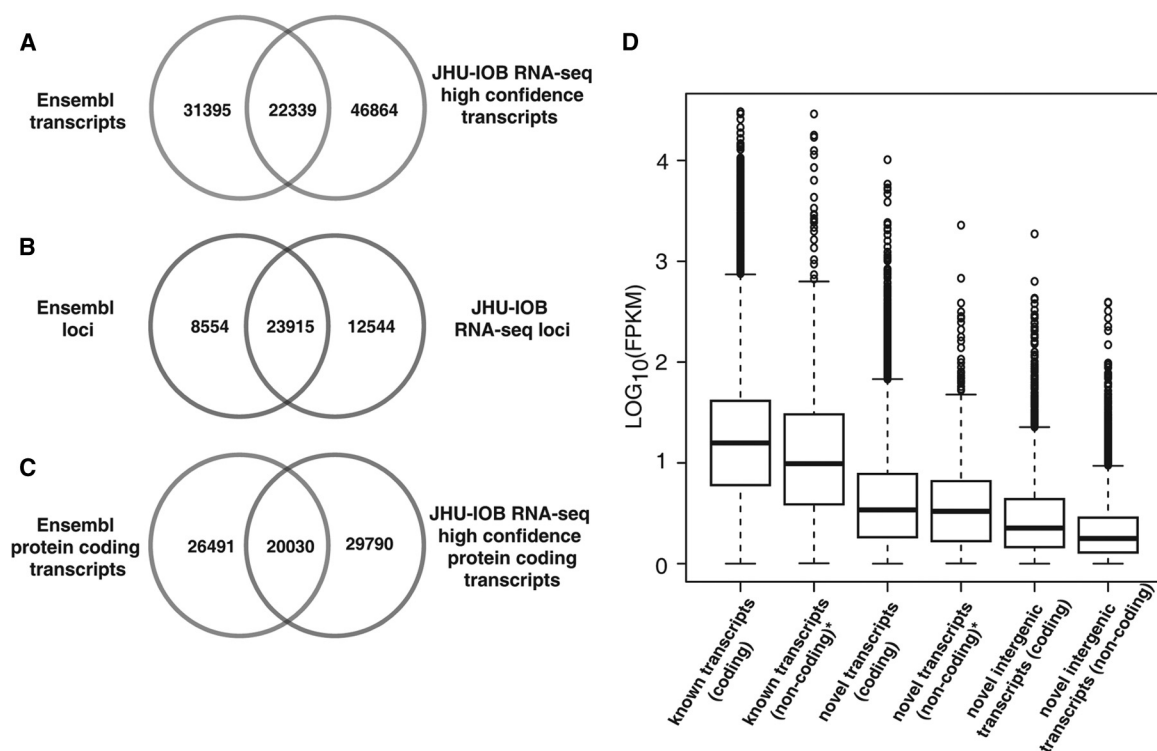 A
Ensembl
transcripts
31395
22339
46864
JHU-IOB RNA-seq
high confidence
transcripts
B
Ensembl
loci
8554
23915
12544
JHU-IOB
RNA-seq loci
C
Ensembl
protein coding
transcripts
26491
20030
29790
JHU-IOB RNA-seq
high confidence
protein coding
transcripts
D
LOG10(FPKM)
4
3
2
1
0
known transcripts
(coding)
known transcripts
(non-coding)*
novel transcripts
(coding)
novel transcripts
(non-coding)*
novel intergenic
transcripts (coding)
novel intergenic
transcripts (non-coding)